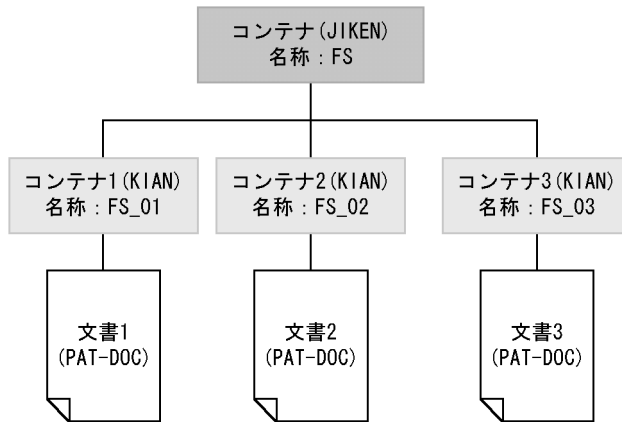 コンテナ(JIKEN)
名称：FS
コンテナ1(KIAN)
名称：FS_01
コンテナ2(KIAN)
名称：FS_02
コンテナ3(KIAN)
名称：FS_03
文書1
(PAT-DOC)
文書2
(PAT-DOC)
文書3
(PAT-DOC)